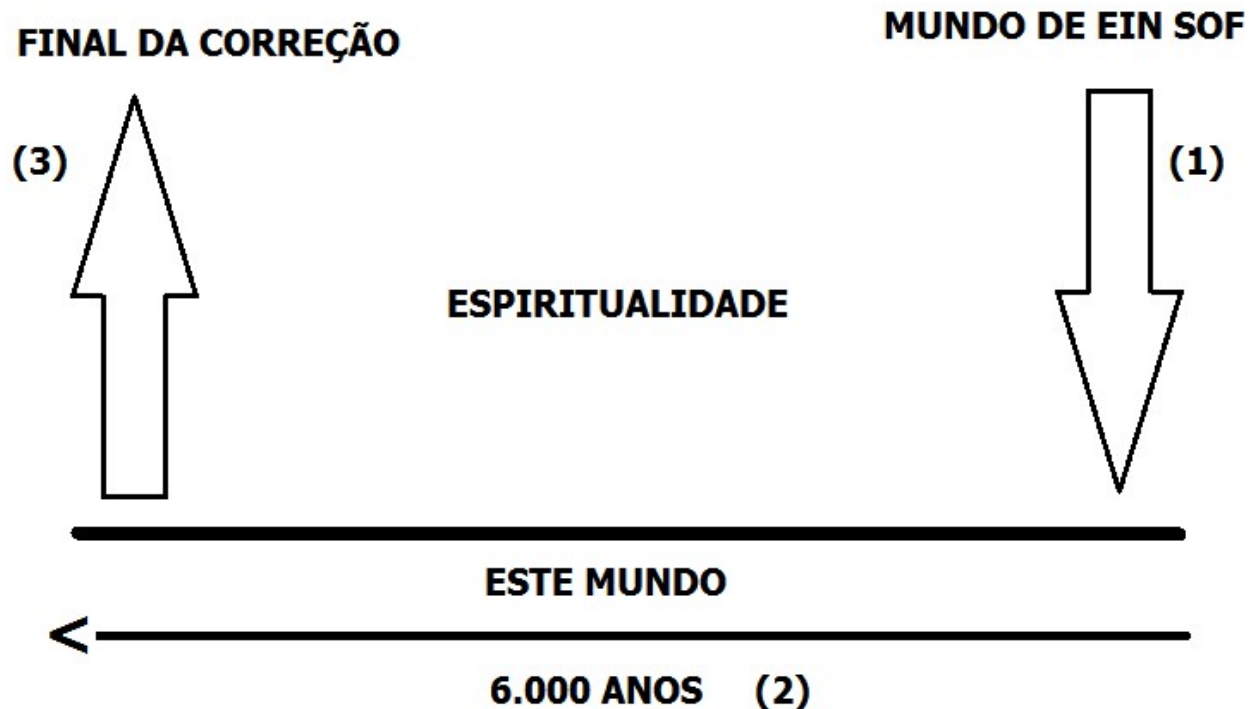 FINAL DA CORREÇÃO
MUNDO DE EIN SOF
(3)
(1)
ESPIRITUALIDADE
ESTE MUNDO
<
6.000 ANOS (2)